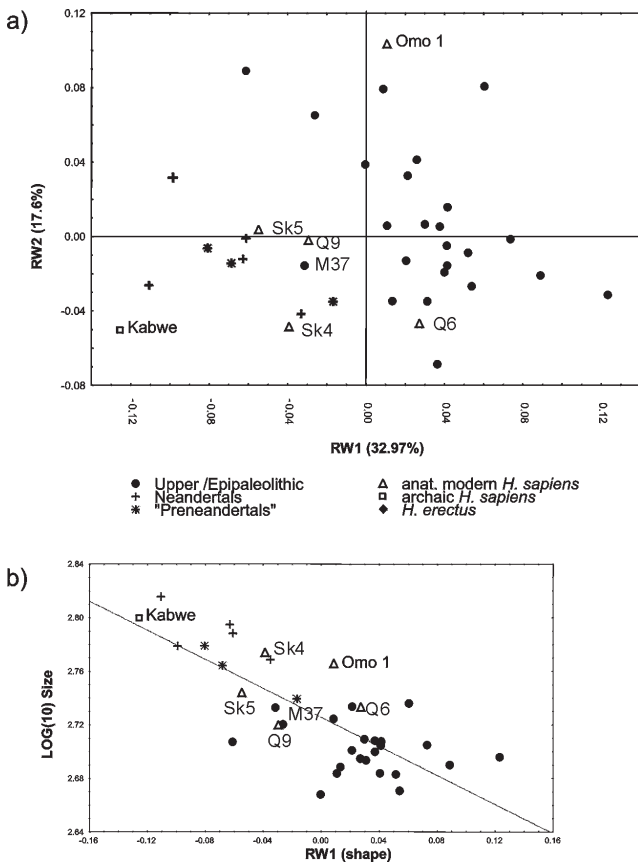 a)
0.12
0.08
0.04
0.00
-0.04
-0.08
RW2 (17.6%)
Omo 1
Sk5
Q9
M37
Kabwe
Sk4
Q6
-0.12
-0.08
-0.04
0.00
0.04
0.08
0.12
RW1 (32.97%)
Upper /Epipaleolithic
Neandertals
"Preneandertals"
anat. modern H. sapiens
archaic H. sapiens
H. erectus
b)
2.84
2.80
2.76
2.72
2.68
2.64
LOG(10) Size
Kabwe
Sk4
Omo 1
Sk5
M37
Q6
Q9
-0.16
-0.12
-0.08
-0.04
0.00
0.04
0.08
0.12
0.16
RW1 (shape)